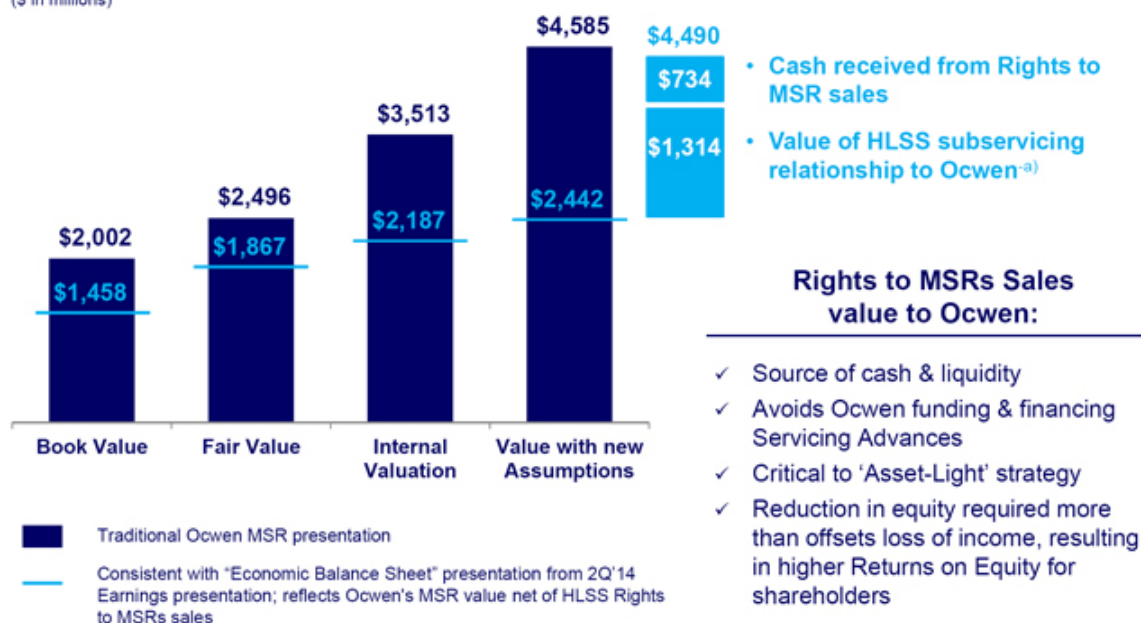 ($ in millions)
$4,585
$4,490
$734
$1,314
$3,513
$2,496
$2,002
$2,442
$2,187
$1,867
$1,458
• Cash received from Rights to
MSR sales
• Value of HLSS subservicing
relationship to Ocwen-a)
Book Value
Fair Value
Internal
Valuation
Value with new
Assumptions
Traditional Ocwen MSR presentation
Consistent with “Economic Balance Sheet” presentation from 2Q’14
Earnings presentation; reflects Ocwen's MSR value net of HLSS Rights
to MSRs sales
Rights to MSRs Sales
value to Ocwen:
✓ Source of cash & liquidity
✓ Avoids Ocwen funding & financing
Servicing Advances
✓ Critical to ‘Asset-Light’ strategy
✓ Reduction in equity required more
than offsets loss of income, resulting
in higher Returns on Equity for
shareholders